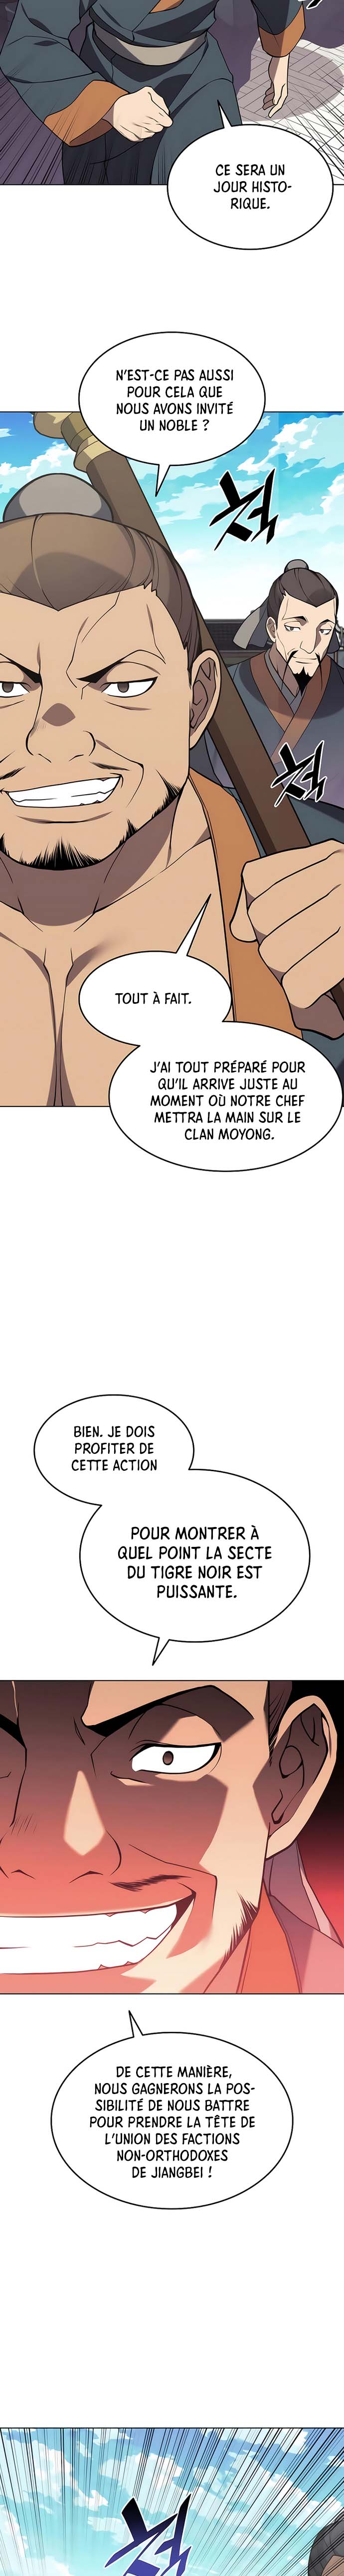 CE SERA UN
JOUR HISTO-
RIQUE.
N'EST-CE PAS AUSSI
POUR CELA QUE
NOUS AVONS INVITÉ
UN NOBLE ?
TOUT À FAIT.
J'AI TOUT PRÉPARÉ POUR
QU'IL ARRIVE JUSTE AU
MOMENT OÙ NOTRE CHEF
METTRA LA MAIN SUR LE
CLAN MOYONG.
BIEN. JE DOIS
PROFITER DE
CETTE ACTION
POUR MONTRER À
QUEL POINT LA SECTE
DU TIGRE NOIR EST
PUISSANTE.
DE CETTE MANIÈRE,
NOUS GAGNERONS LA POS-
SIBILITÉ DE NOUS BATTRE
POUR PRENDRE LA TÊTE DE
L'UNION DES FACTIONS
NON-ORTHODOXES
DE JIANGBEI !